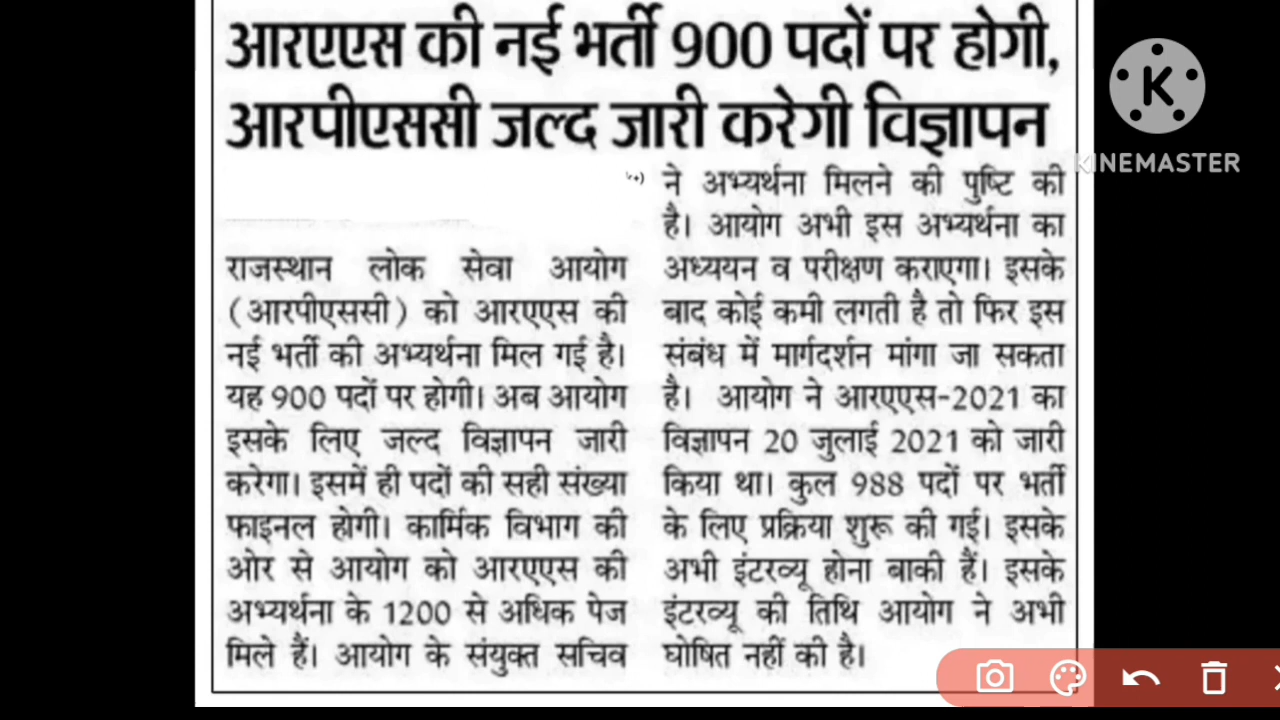 आरएएस की नई भर्ती 900 पदों पर होगी,
आरपीएससी जल्द जारी करेगी विज्ञापन
राजस्थान लोक सेवा आयोग
(आरपीएससी) को आरएएस की
नई भर्ती की अभ्यर्थना मिल गई है।
यह 900 पदों पर होगी। अब आयोग
इसके लिए जल्द विज्ञापन जारी
करेगा। इसमें ही पदों की सही संख्या
फाइनल होगी। कार्मिक विभाग की
ओर से आयोग को आरएएस की
अभ्यर्थना के 1200 से अधिक पेज
मिले हैं। आयोग के संयुक्त सचिव
ने अभ्यर्थना मिलने की पुष्टि की
है। आयोग अभी इस अभ्यर्थना का
अध्ययन व परीक्षण कराएगा। इसके
बाद कोई कमी लगती है तो फिर इस
संबंध में मार्गदर्शन मांगा जा सकता
है। आयोग ने आरएएस-2021 का
विज्ञापन 20 जुलाई 2021 को जारी
किया था। कुल 988 पदों पर भर्ती
के लिए प्रक्रिया शुरू की गई। इसके
अभी इंटरव्यू होना बाकी हैं। इसके
इंटरव्यू की तिथि आयोग ने अभी
घोषित नहीं की है।
K
KINEMASTER